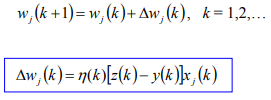 w_j(k+1) = w_j(k) + Δw_j(k), k = 1,2,…
Δw_j(k) = η(k)[z(k) − y(k)]x_j(k)